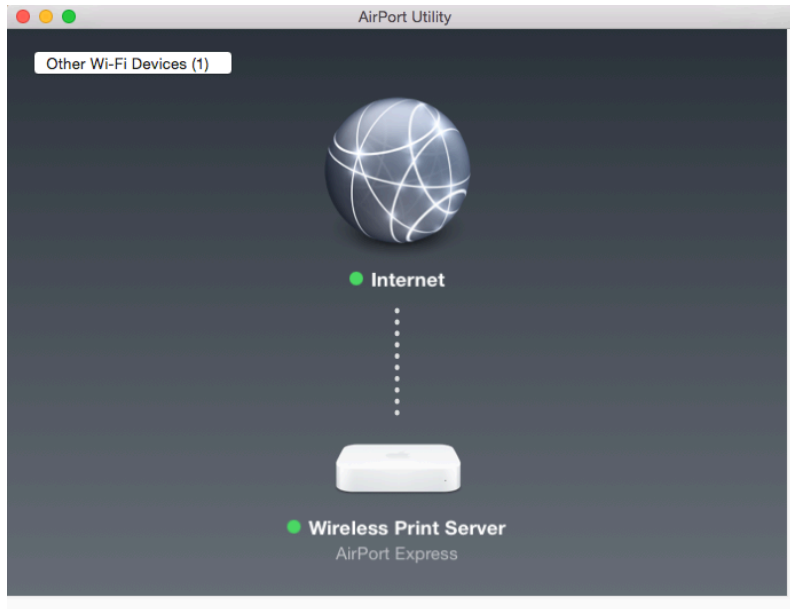 AirPort Utility
Other Wi-Fi Devices (1)
Internet
Wireless Print Server
AirPort Express